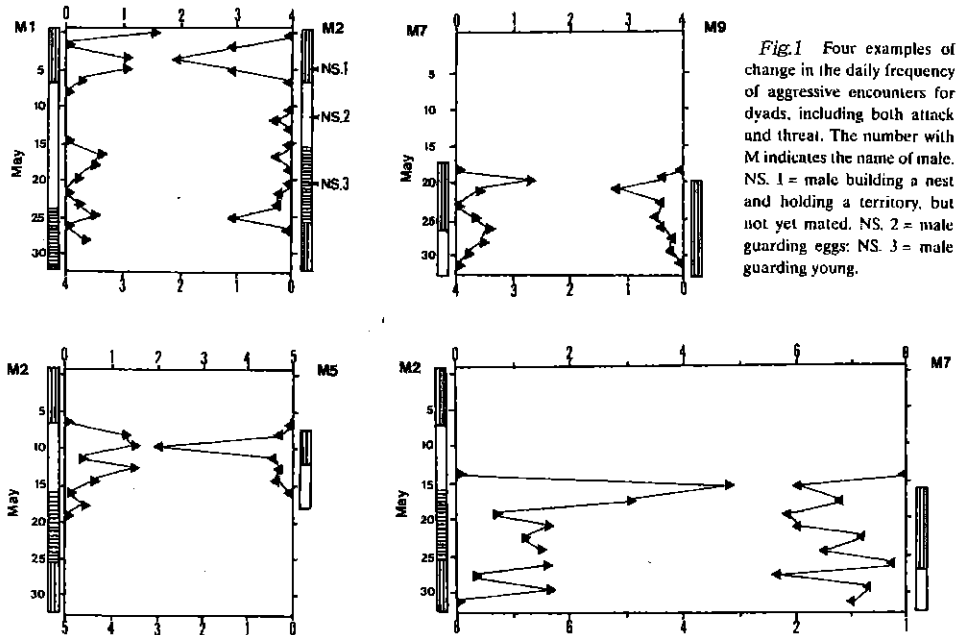 M1 0 1 2 3 4 M2
5
10
15
20
25
30
May
NS.1
NS.2
NS.3
4 3 2 1 0
M7 0 1 2 3 4 M9
5
10
15
20
25
30
May
4 3 2 1 0
Fig.1 Four examples of
change in the daily frequency
of aggressive encounters for
dyads, including both attack
and threat. The number with
M indicates the name of male.
NS. 1 = male building a nest
and holding a territory, but
not yet mated. NS. 2 = male
guarding eggs: NS. 3 = male
guarding young.
M2 0 1 2 3 4 5 M5
5
10
15
20
25
30
May
5 4 3 2 1 0
M2 0 2 4 6 8 M7
5
10
15
20
25
30
May
8 6 4 2 0